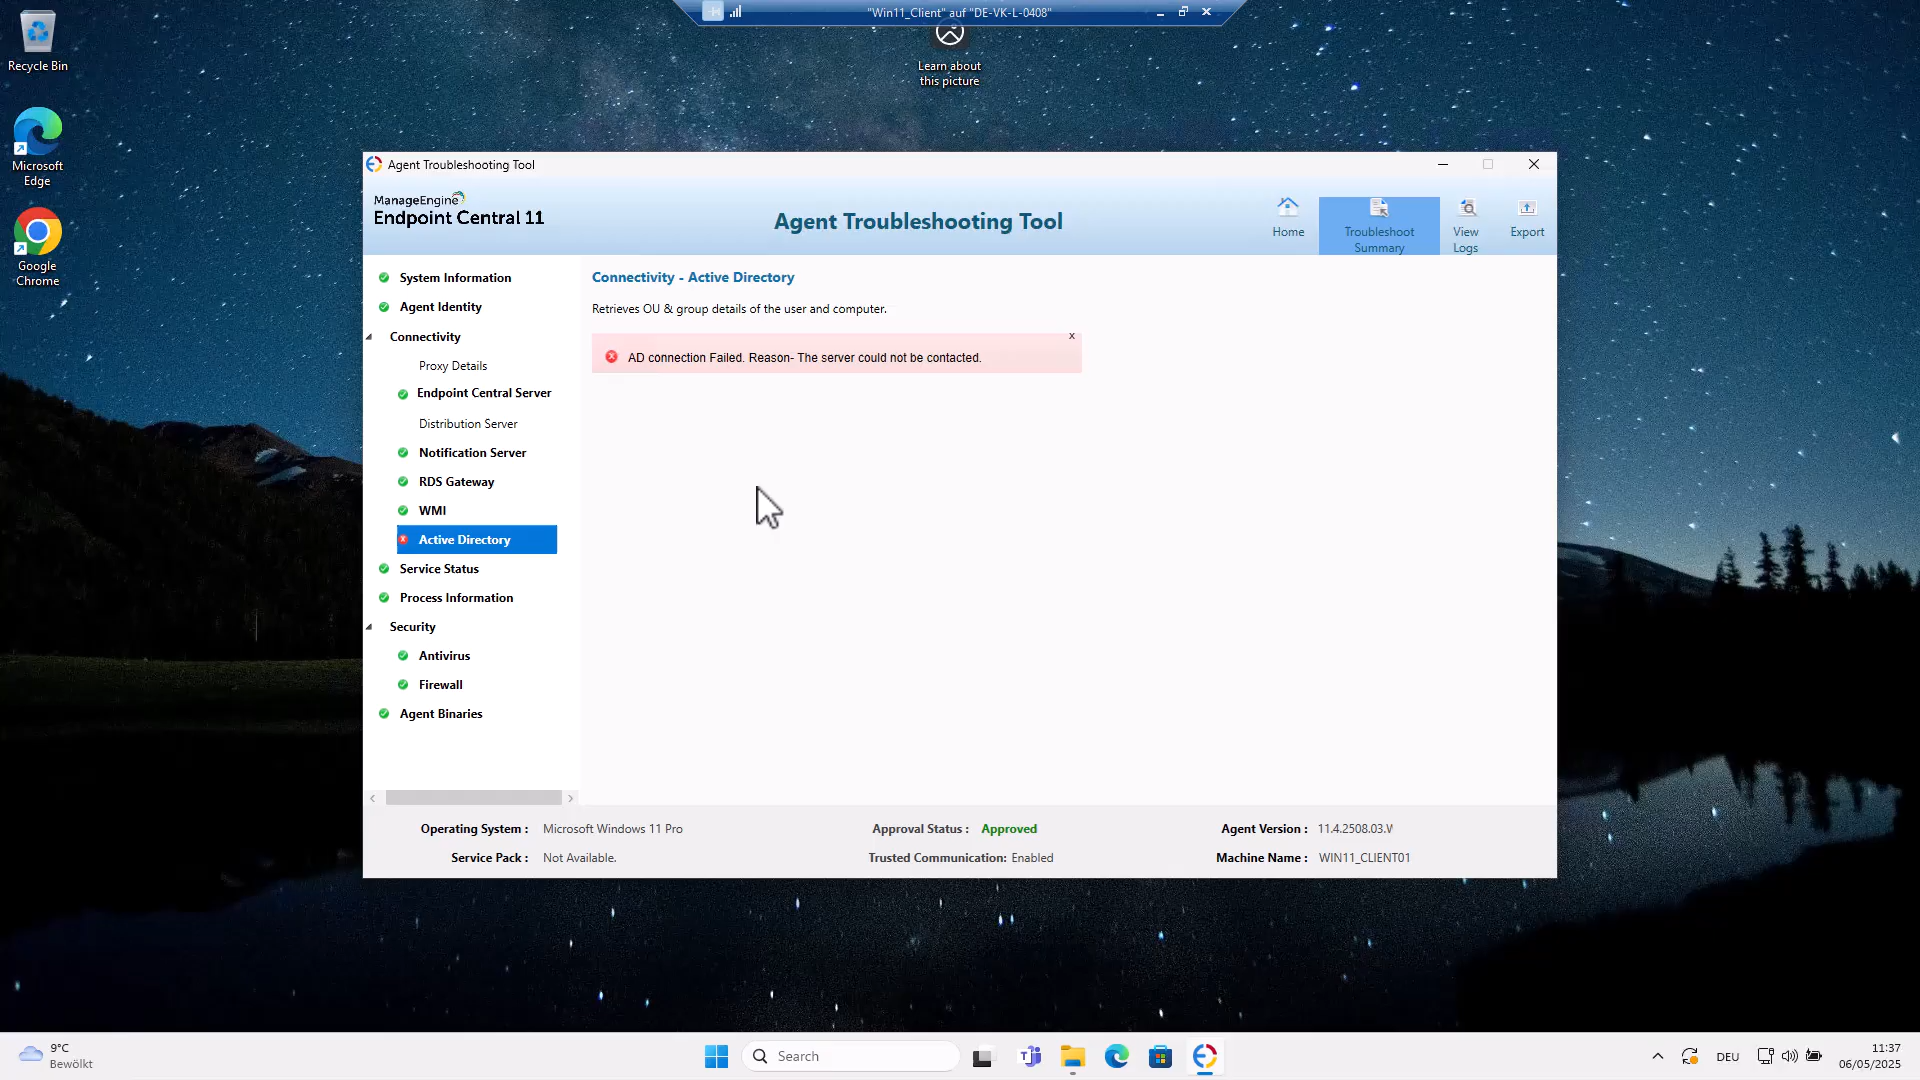 "Win11_Client" auf "DE-VK-L-0408"
Recycle Bin
Learn about
this picture
Microsoft
Edge
Google
Chrome
Agent Troubleshooting Tool
ManageEngine
Endpoint Central 11
Agent Troubleshooting Tool
Home
Troubleshoot
Summary
View
Logs
Export
System Information
Agent Identity
Connectivity
Proxy Details
Endpoint Central Server
Distribution Server
Notification Server
RDS Gateway
WMI
Active Directory
Service Status
Process Information
Security
Antivirus
Firewall
Agent Binaries
Connectivity - Active Directory
Retrieves OU & group details of the user and computer.
x
AD connection Failed. Reason- The server could not be contacted.
Operating System : Microsoft Windows 11 Pro
Approval Status : Approved
Agent Version : 11.4.2508.03.W
Service Pack : Not Available.
Trusted Communication: Enabled
Machine Name : WIN11_CLIENT01
9°C
Bewölkt
Search
DEU
11:37
06/05/2025